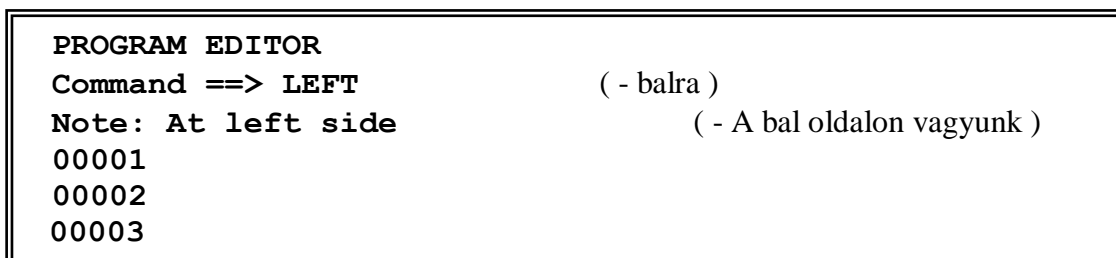 PROGRAM EDITOR
Command ==> LEFT ( - balra )
Note: At left side ( - A bal oldalon vagyunk )
00001
00002
00003